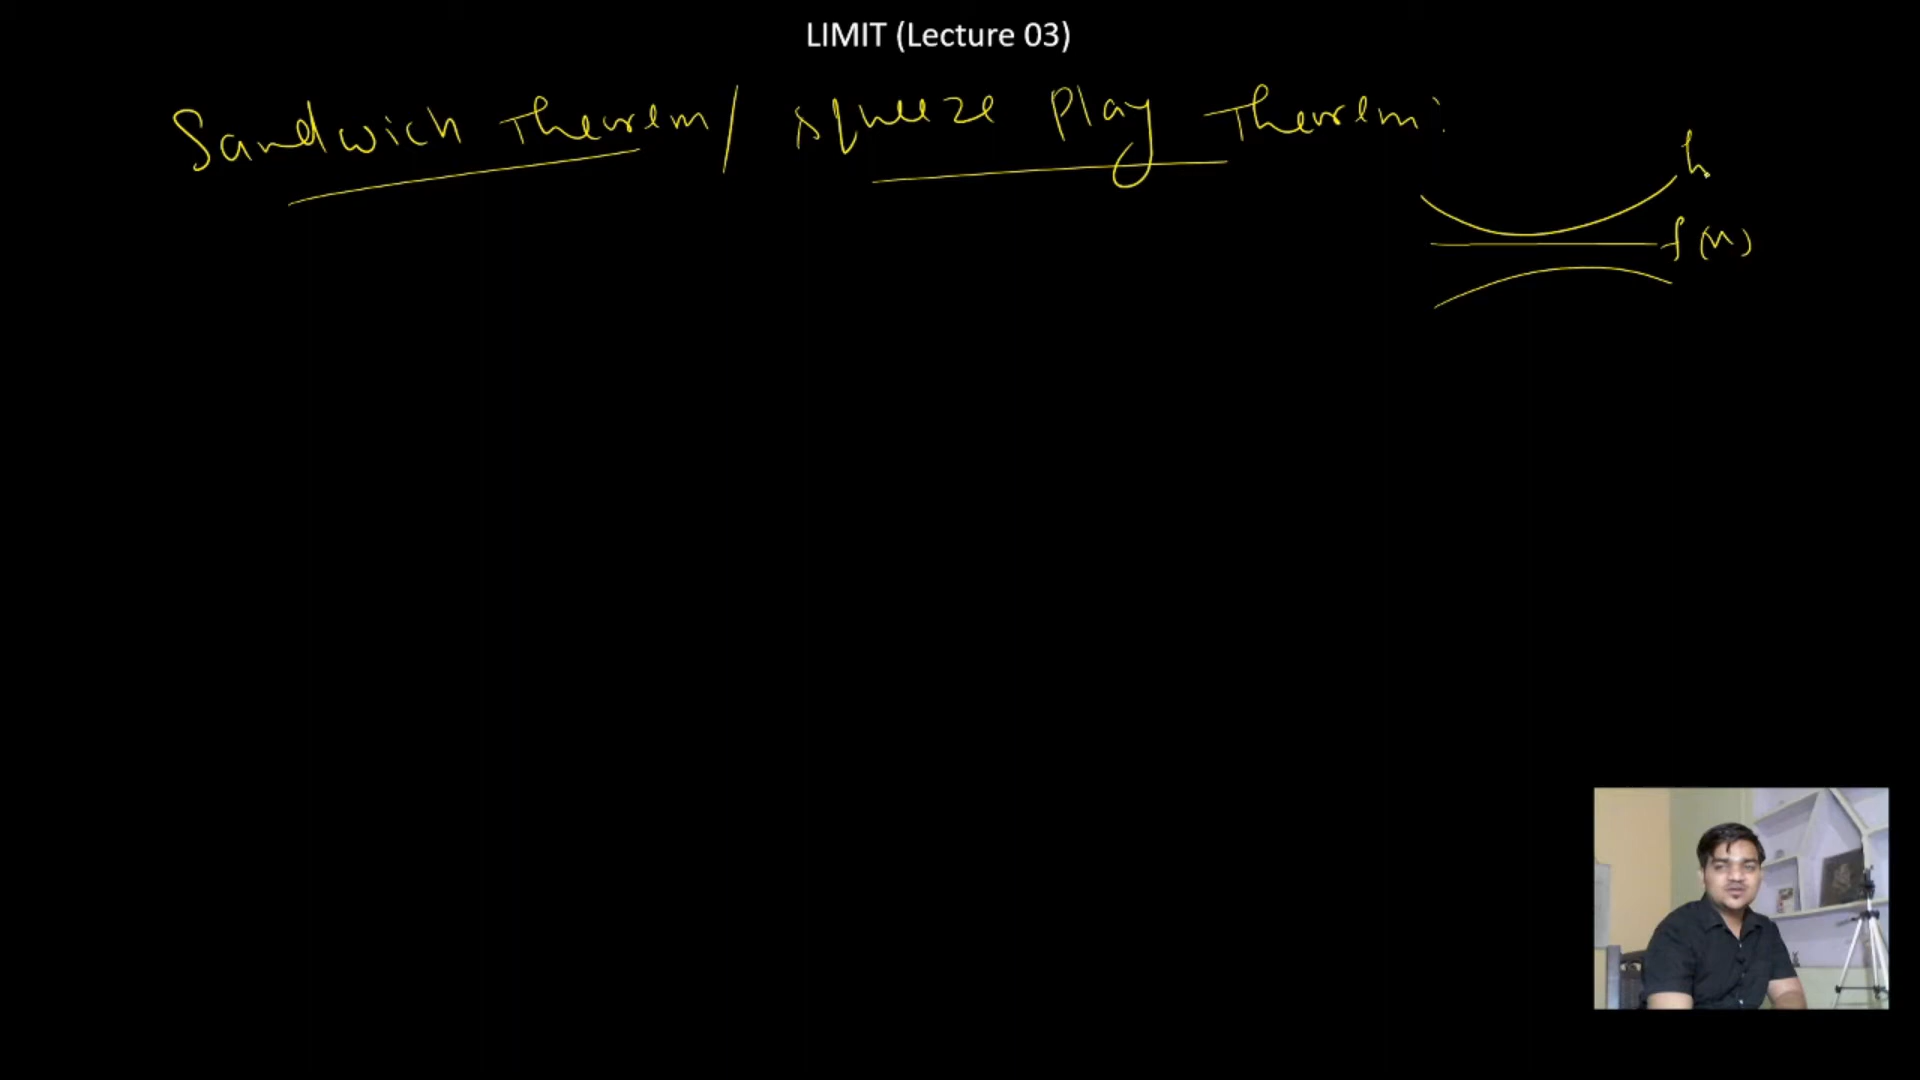 LIMIT (Lecture 03)
Sandwich Theorem / squeeze Play Theorem:
h
f(x)